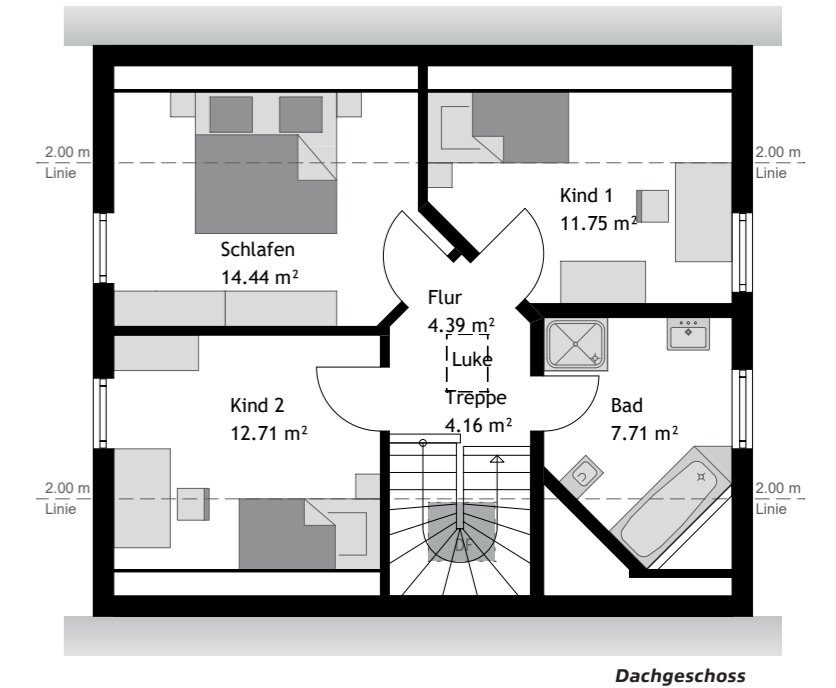 2.00 m
Linie
2.00 m
Linie
Kind 1
11.75 m²
Schlafen
14.44 m²
Flur
4.39 m²
Luke
Treppe
4.16 m²
Kind 2
12.71 m²
Bad
7.71 m²
2.00 m
Linie
2.00 m
Linie
DF
Dachgeschoss